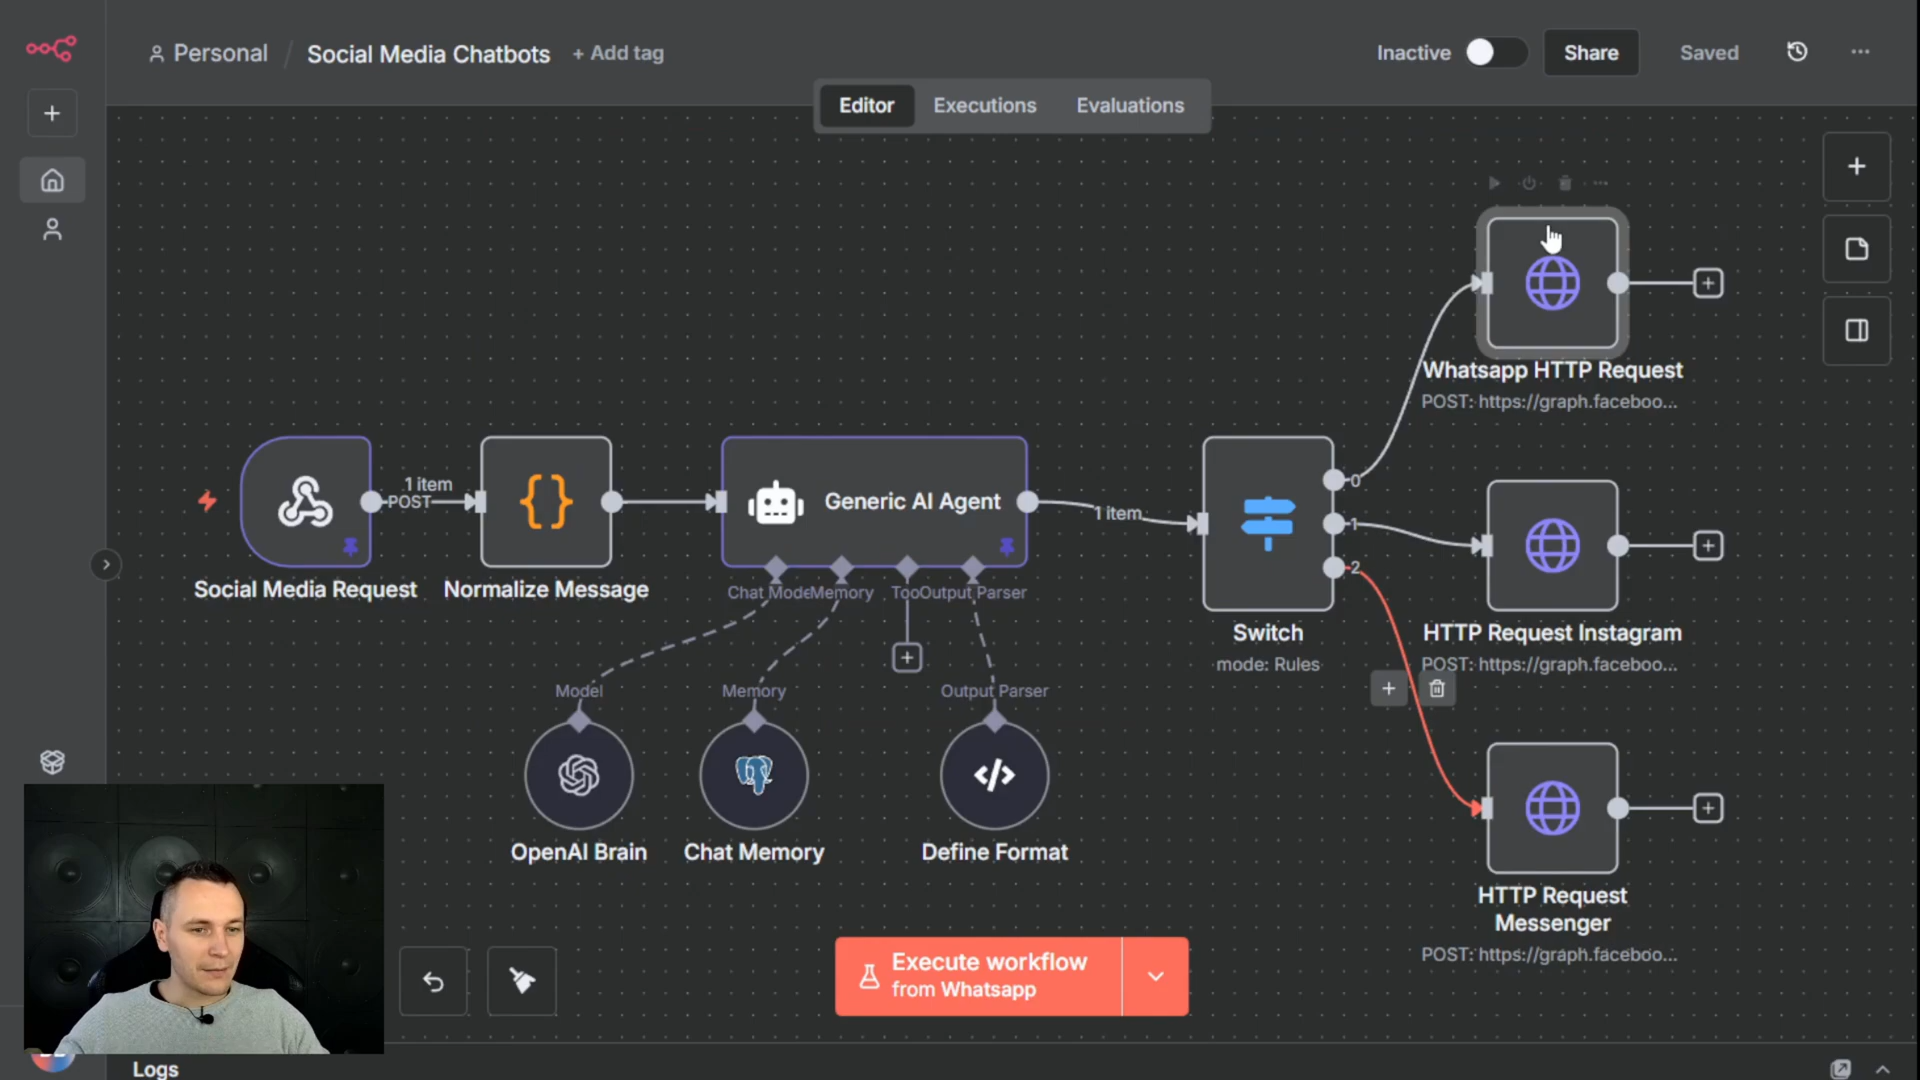 Personal / Social Media Chatbots + Add tag
Inactive Share Saved
Editor Executions Evaluations
Whatsapp HTTP Request
POST: https://graph.faceboo...
1 item
POST
Social Media Request
Normalize Message
Generic AI Agent
Chat Mode
Memory
Too
Output Parser
1 item
0
1
2
Switch
mode: Rules
HTTP Request Instagram
POST: https://graph.faceboo...
Model
Memory
Output Parser
OpenAI Brain
Chat Memory
Define Format
HTTP Request
Messenger
POST: https://graph.faceboo...
Execute workflow
from Whatsapp
Logs